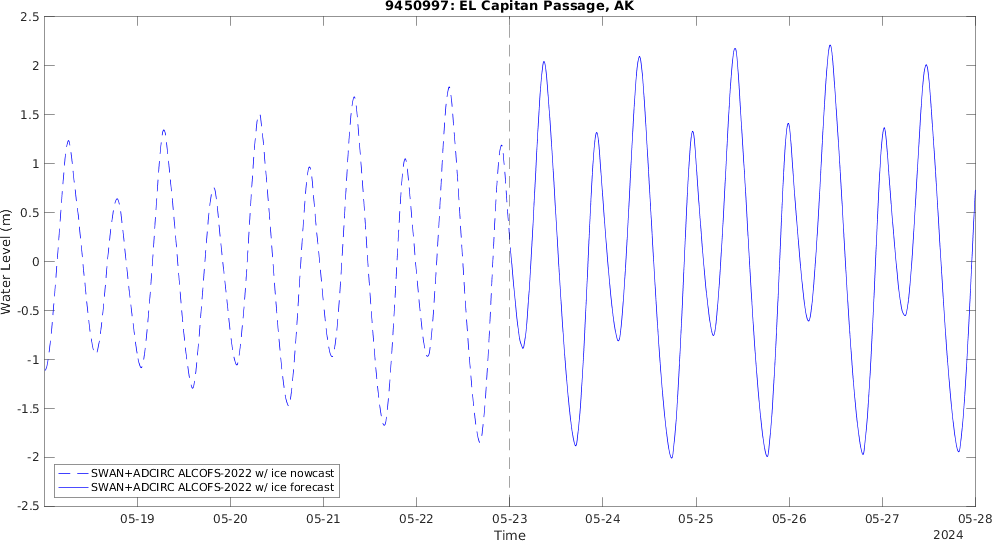 9450997: EL Capitan Passage, AK
2.5
2
1.5
1
0.5
0
-0.5
-1
-1.5
-2
-2.5
Water Level (m)
SWAN+ADCIRC ALCOFS-2022 w/ ice nowcast
SWAN+ADCIRC ALCOFS-2022 w/ ice forecast
05-19 05-20 05-21 05-22 05-23 05-24 05-25 05-26 05-27 05-28
Time
2024